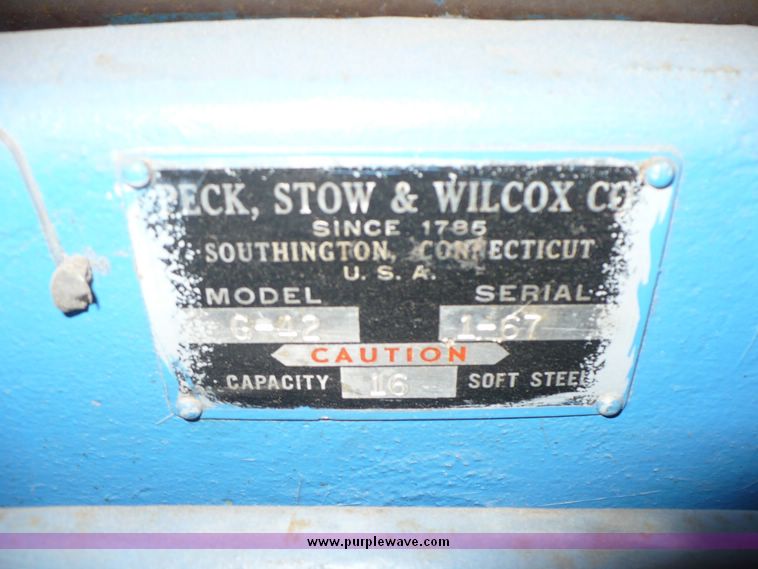 PECK, STOW & WILCOX CO
SINCE 1785
SOUTHINGTON, CONNECTICUT
U. S. A.
MODEL SERIAL
G-42 1-67
CAUTION
CAPACITY 16 SOFT STEEL
www.purplewave.com